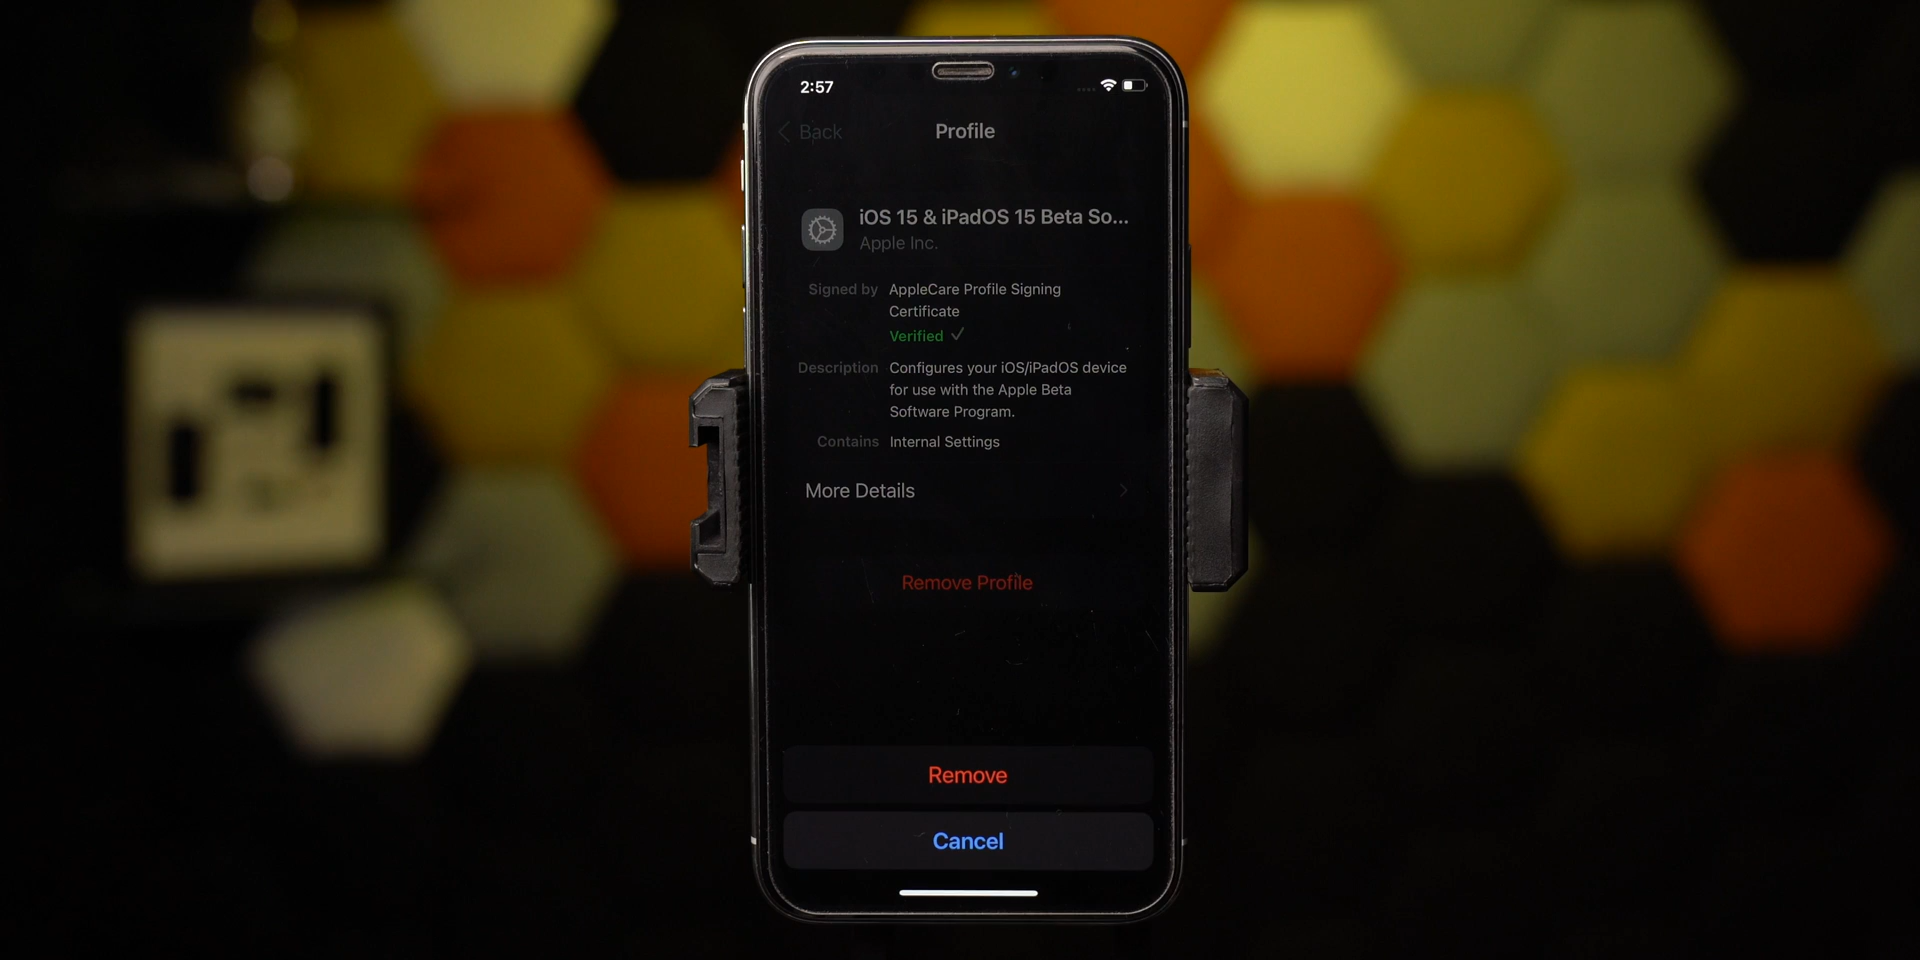 2:57
Back
Profile
iOS 15 & iPadOS 15 Beta So...
Apple Inc.
Signed by AppleCare Profile Signing
Certificate
Verified
Description Configures your iOS/iPadOS device
for use with the Apple Beta
Software Program.
Contains Internal Settings
More Details
Remove Profile
Remove
Cancel